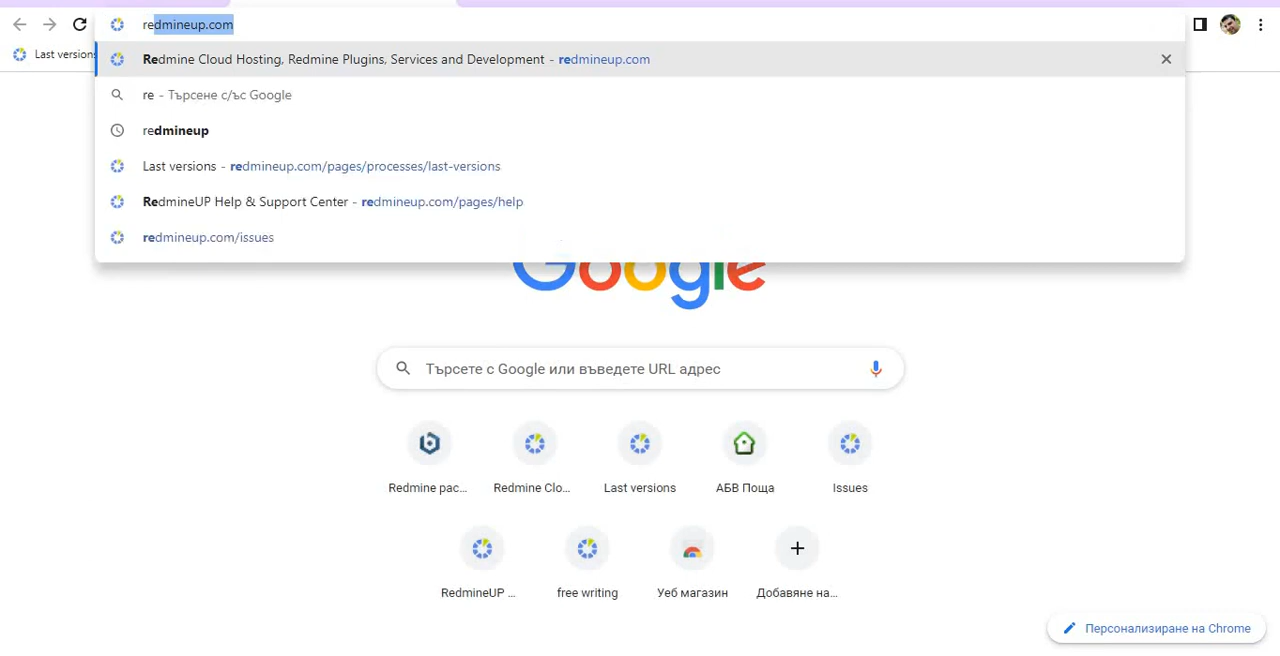 redmineup.com
Last versions
Redmine Cloud Hosting, Redmine Plugins, Services and Development - redmineup.com
re - Търсене с/ъс Google
redmineup
Last versions - redmineup.com/pages/processes/last-versions
RedmineUP Help & Support Center - redmineup.com/pages/help
redmineup.com/issues
Google
Търсете с Google или въведете URL адрес
Redmine рас... Redmine Clo... Last versions АБВ Поща Issues
RedmineUP ... free writing Уеб магазин Добавяне на...
Персонализиране на Chrome